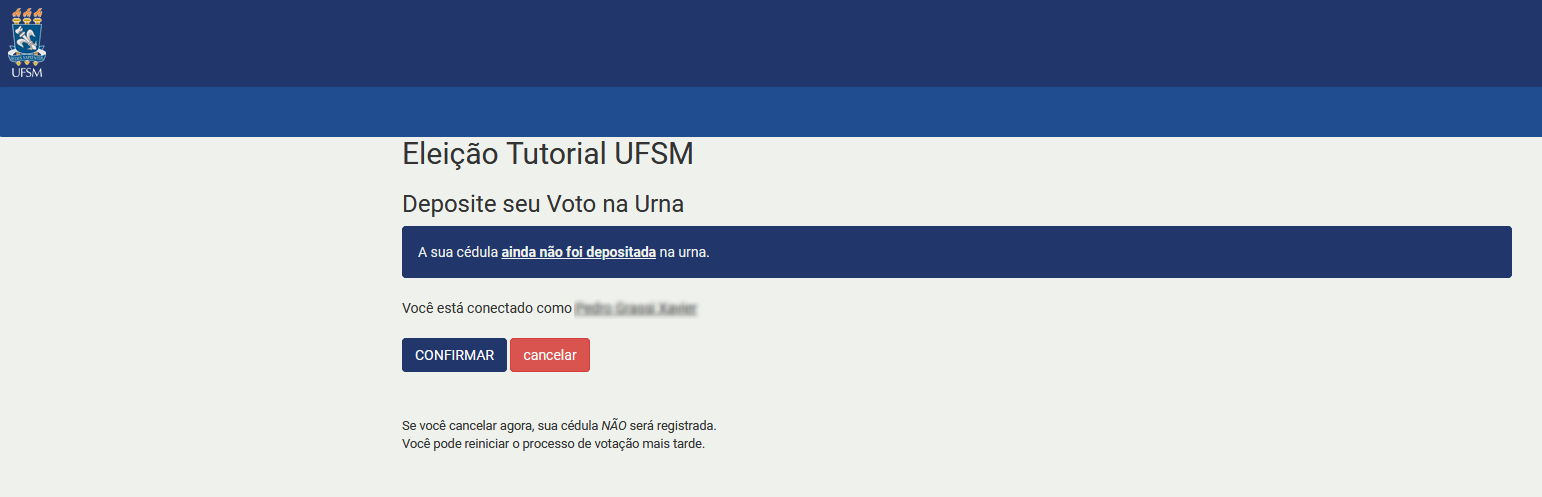 UFSM
Eleição Tutorial UFSM
Deposite seu Voto na Urna
A sua cédula ainda não foi depositada na urna.
Você está conectado como
CONFIRMAR cancelar
Se você cancelar agora, sua cédula NÃO será registrada.
Você pode reiniciar o processo de votação mais tarde.